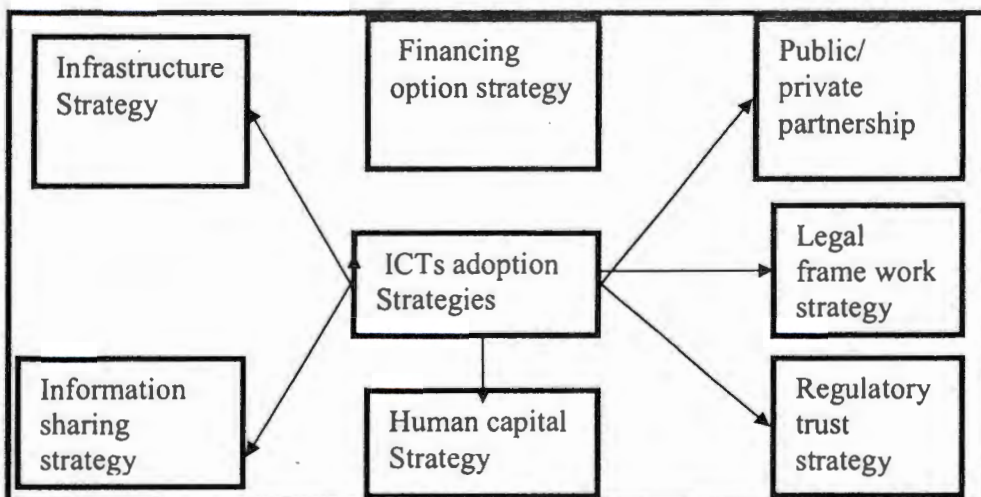 Infrastructure
Strategy
Financing
option strategy
Public/
private
partnership
ICTs adoption
Strategies
Legal
frame work
strategy
Information
sharing
strategy
Human capital
Strategy
Regulatory
trust
strategy